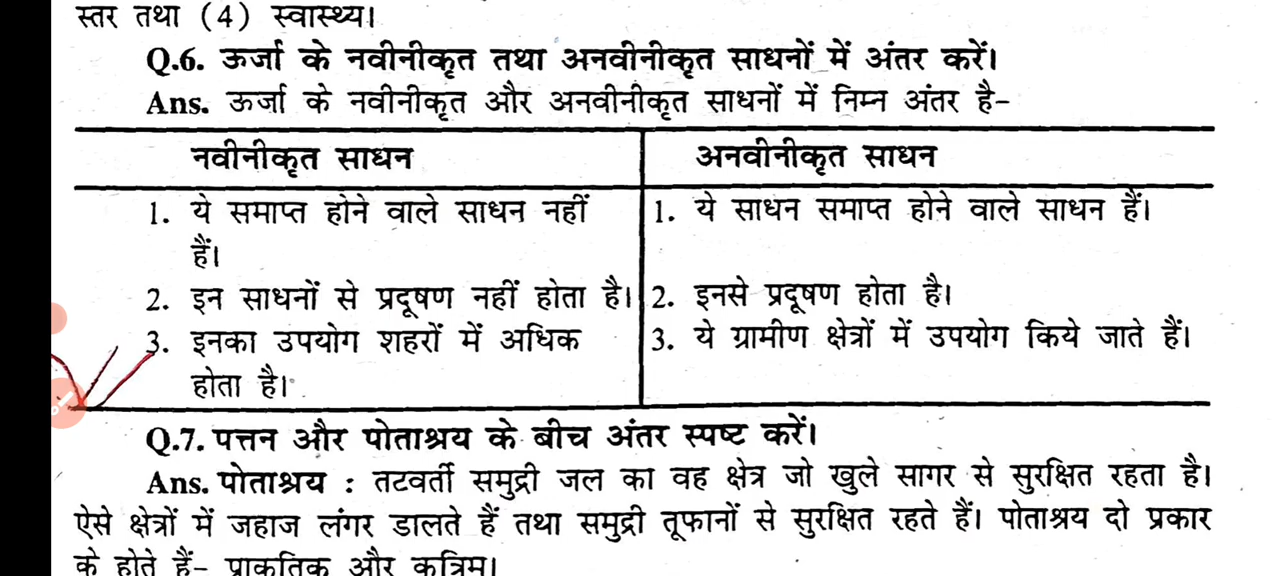 स्तर तथा (4) स्वास्थ्य।
Q.6. ऊर्जा के नवीनीकृत तथा अनवीनीकृत साधनों में अंतर करें।
Ans. ऊर्जा के नवीनीकृत और अनवीनीकृत साधनों में निम्न अंतर है-
नवीनीकृत साधन
अनवीनीकृत साधन
1. ये समाप्त होने वाले साधन नहीं
हैं।
1. ये साधन समाप्त होने वाले साधन हैं।
2. इन साधनों से प्रदूषण नहीं होता है।
2. इनसे प्रदूषण होता है।
3. इनका उपयोग शहरों में अधिक
होता है।
3. ये ग्रामीण क्षेत्रों में उपयोग किये जाते हैं।
Q.7. पत्तन और पोताश्रय के बीच अंतर स्पष्ट करें।
Ans. पोताश्रय : तटवर्ती समुद्री जल का वह क्षेत्र जो खुले सागर से सुरक्षित रहता है।
ऐसे क्षेत्रों में जहाज लंगर डालते हैं तथा समुद्री तूफानों से सुरक्षित रहते हैं। पोताश्रय दो प्रकार
के होते हैं- प्राकृतिक और कृत्रिम।